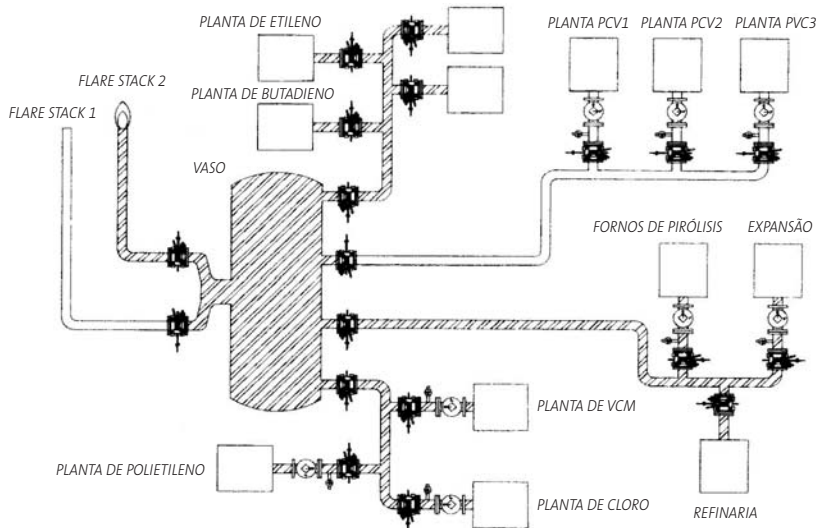 PLANTA DE ETILENO
PLANTA PCV1
PLANTA PCV2
PLANTA PVC3
FLARE STACK 2
PLANTA DE BUTADIENO
FLARE STACK 1
VASO
FORNOS DE PIRÓLISIS
EXPANSÃO
PLANTA DE VCM
PLANTA DE POLIETILENO
PLANTA DE CLORO
REFINARIA